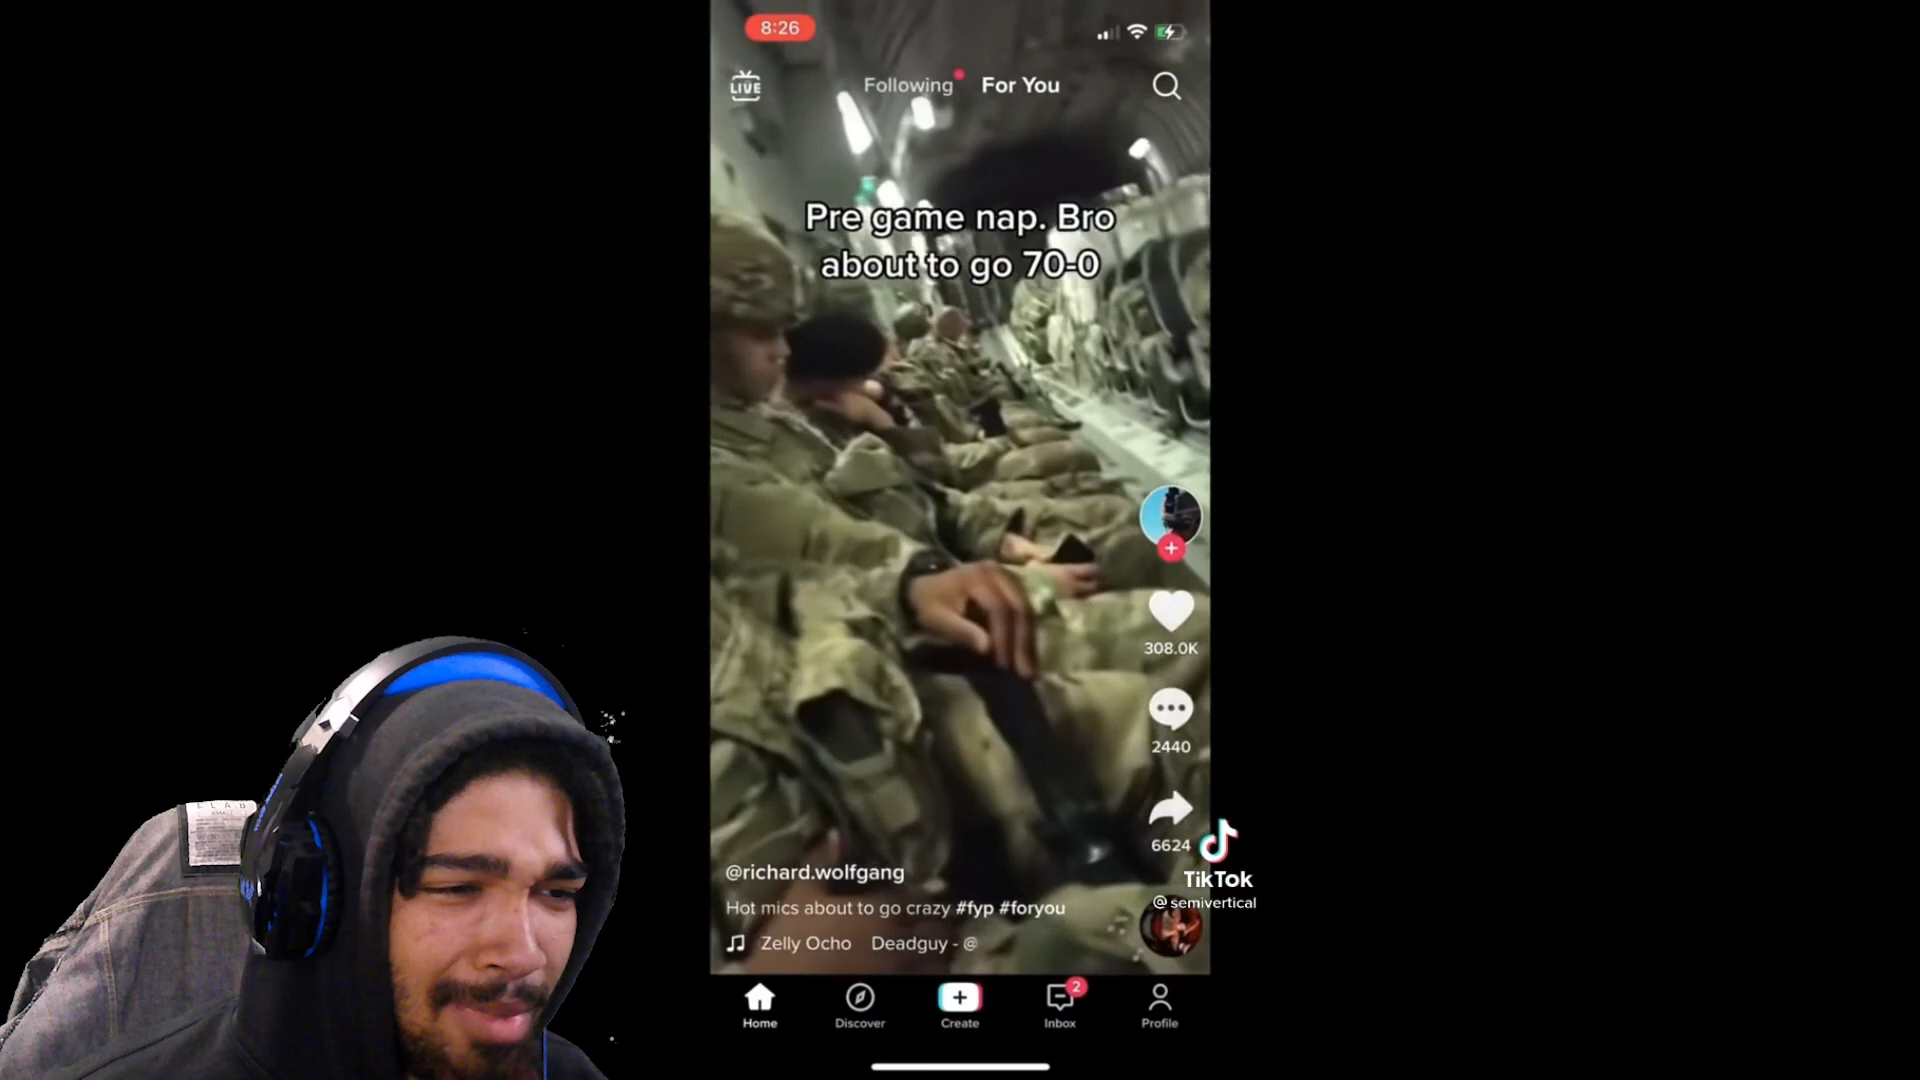 8:26
LIVE
Following
For You
Pre game nap. Bro
about to go 70-0
308.0K
2440
6624
TikTok
@semivertical
@richard.wolfgang
Hot mics about to go crazy #fyp #foryou
Zelly Ocho Deadguy - @
2
Home
Discover
Create
Inbox
Profile